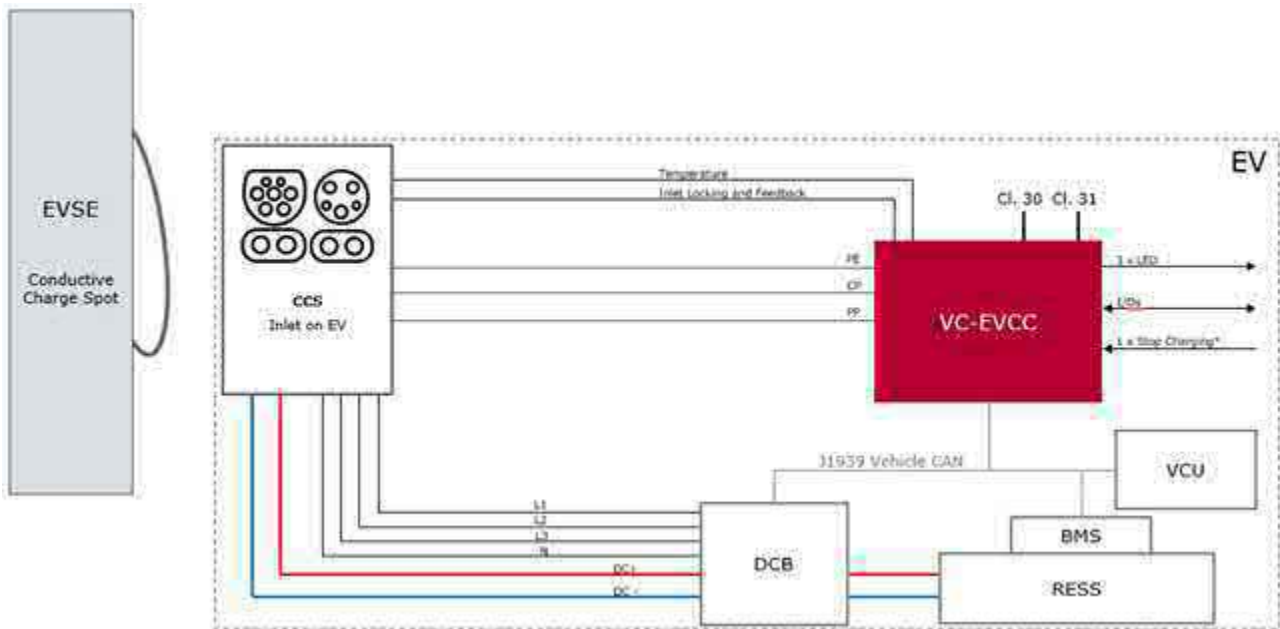 EVSE
Conductive
Charge Spot
EV
CCS
Inlet on EV
Temperature
Inlet Locking and Feedback
PE
CP
PP
Cl. 30 Cl. 31
VC-EVCC
3 x LED
I/Os
1 x Stop Charging*
J1939 Vehicle CAN
VCU
BMS
RESS
DCB
L1
L2
L3
N
DC+
DC -